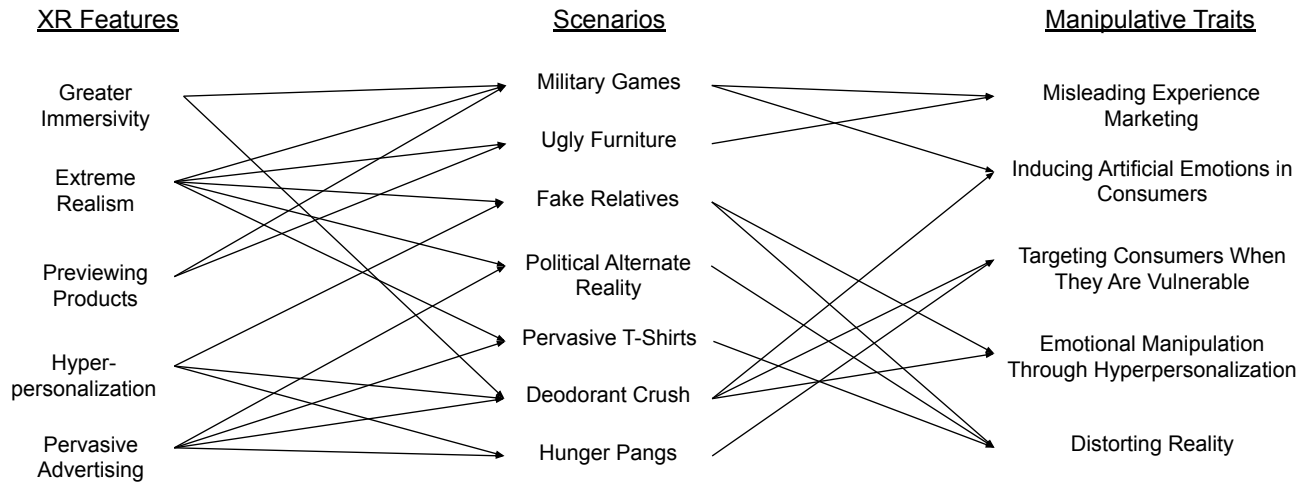 XR Features
Greater
Immersivity
Extreme
Realism
Previewing
Products
Hyper-
personalization
Pervasive
Advertising
Scenarios
Military Games
Ugly Furniture
Fake Relatives
Political Alternate
Reality
Pervasive T-Shirts
Deodorant Crush
Hunger Pangs
Manipulative Traits
Misleading Experience
Marketing
Inducing Artificial Emotions in
Consumers
Targeting Consumers When
They Are Vulnerable
Emotional Manipulation
Through Hyperpersonalization
Distorting Reality